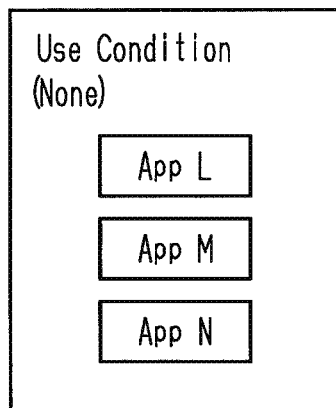 Use Condition
(None)
App L
App M
App N